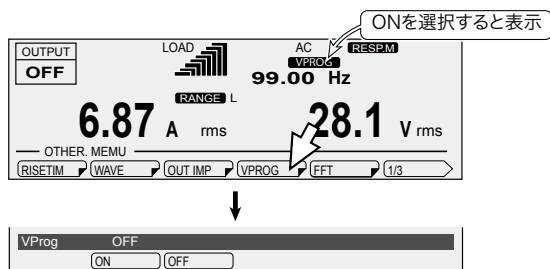 ONを選択すると表示
OUTPUT
OFF
LOAD
AC
RESP.M
VPROG
99.00 Hz
RANGE L
6.87 A rms
28.1 V rms
OTHER. MEMU
RISETIM WAVE OUT IMP VPROG FFT 1/3
VProg OFF
ON OFF